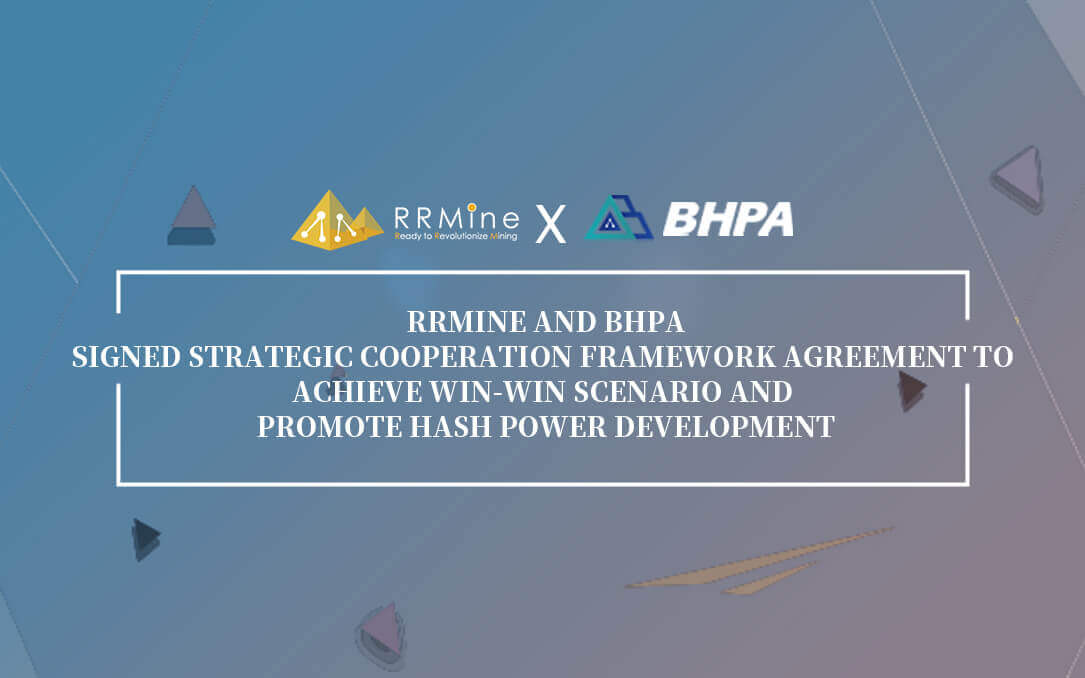 RRMine X BHPA
Ready to Revolutionize Mining
RRMINE AND BHPA
SIGNED STRATEGIC COOPERATION FRAMEWORK AGREEMENT TO
ACHIEVE WIN-WIN SCENARIO AND
PROMOTE HASH POWER DEVELOPMENT